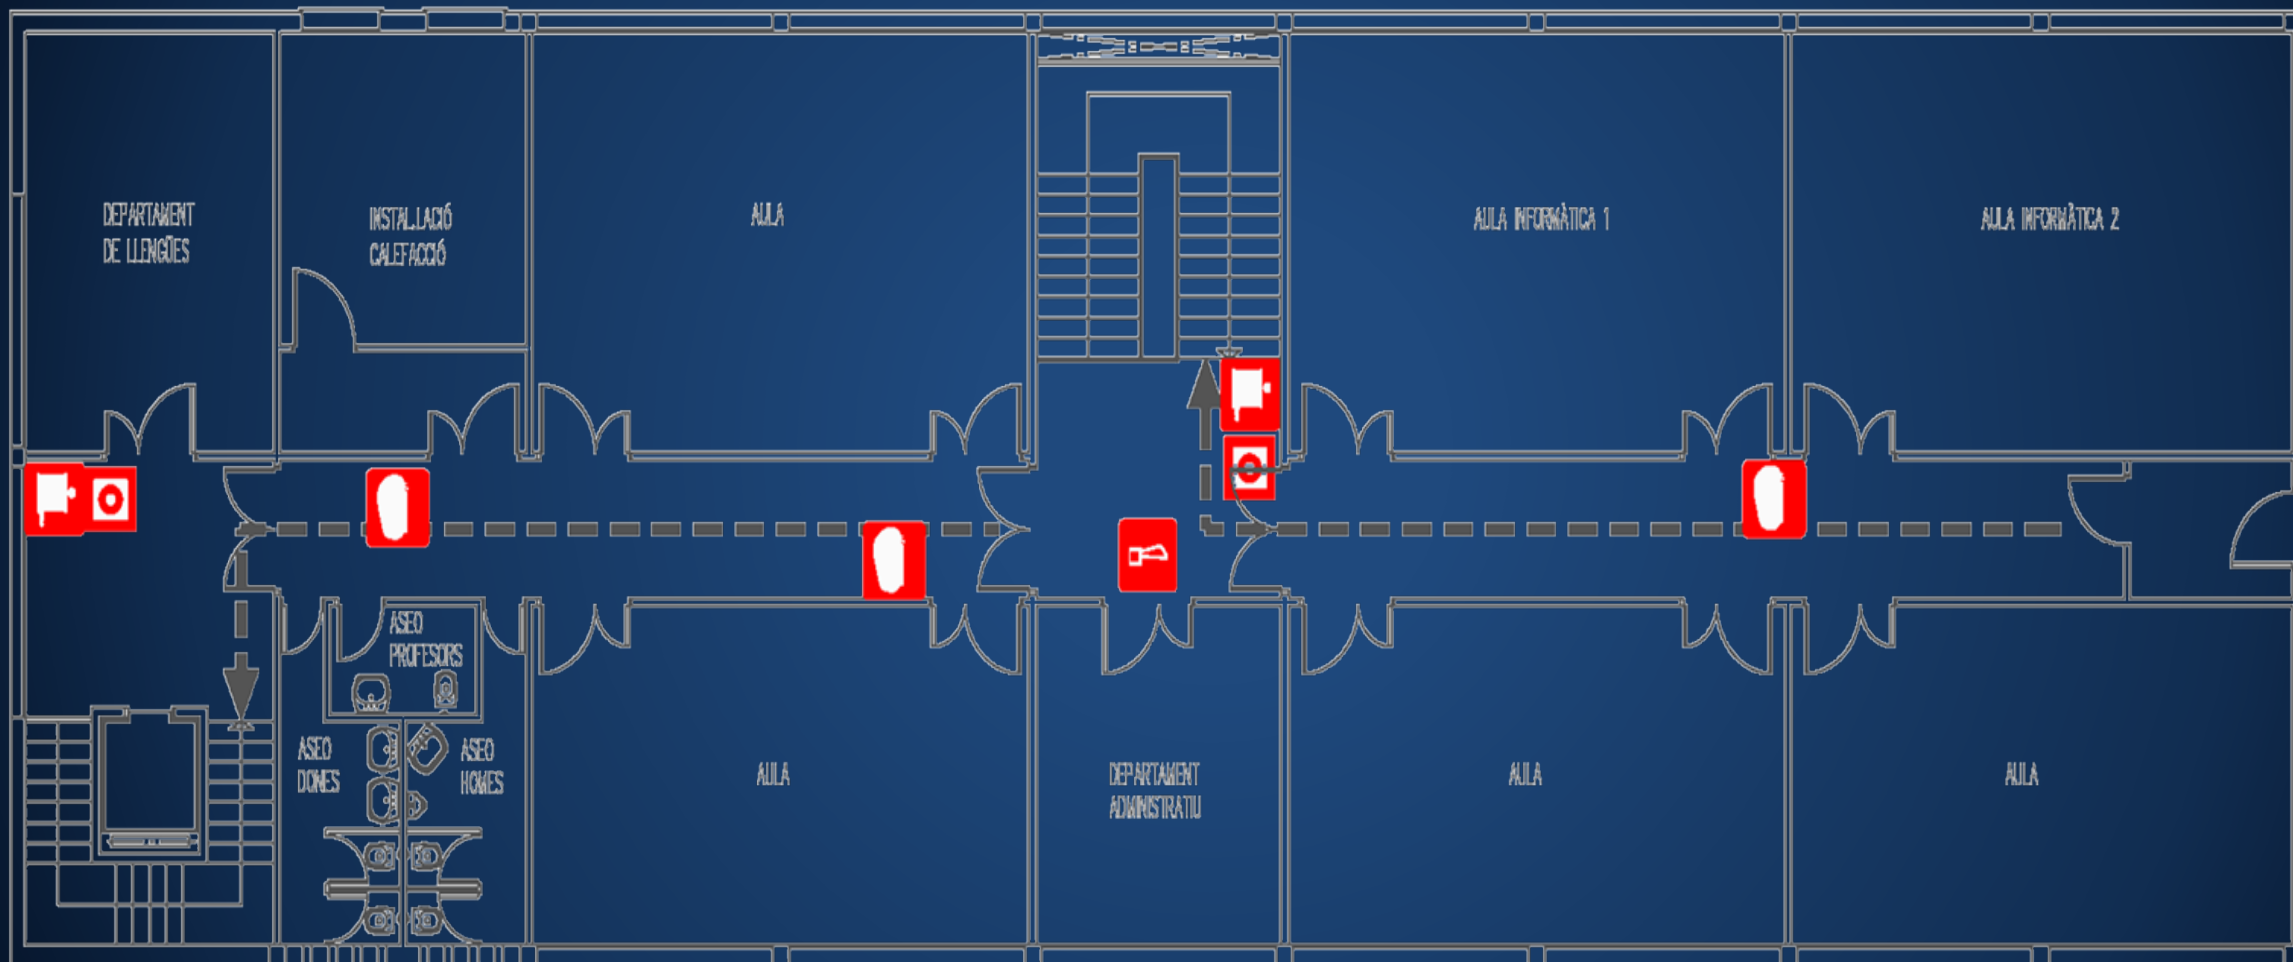 DEPARTAMENT
DE LLENGÜES
INSTAL.LACIÓ
CALEFACCIÓ
AULA
AULA INFORMÀTICA 1
AULA INFORMÀTICA 2
ASEO
PROFESORS
ASEO
DONES
ASEO
HOMES
AULA
DEPARTAMENT
ADMINISTRATIU
AULA
AULA